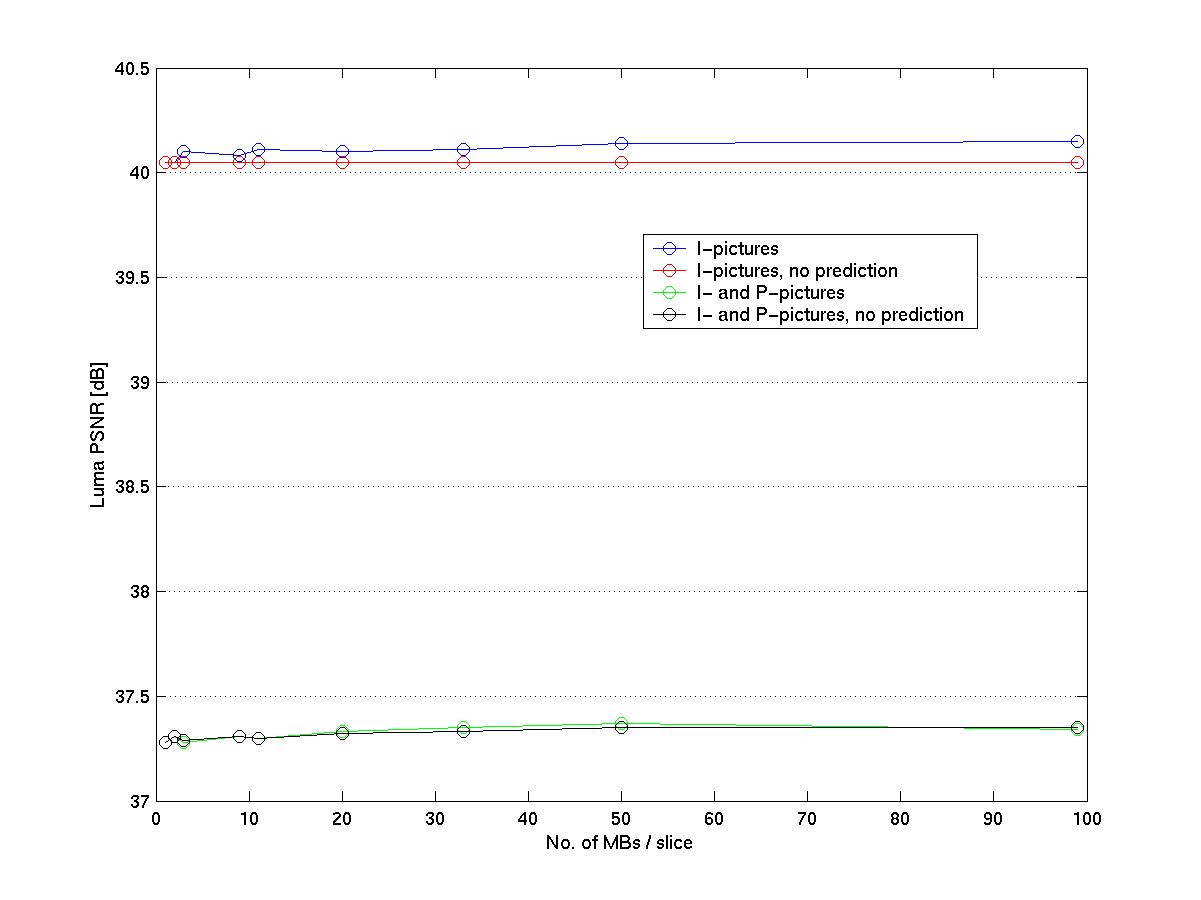 40.5
40
39.5
39
38.5
38
37.5
37
Luma PSNR [dB]
I-pictures
I-pictures, no prediction
I- and P-pictures
I- and P-pictures, no prediction
0 10 20 30 40 50 60 70 80 90 100
No. of MBs / slice